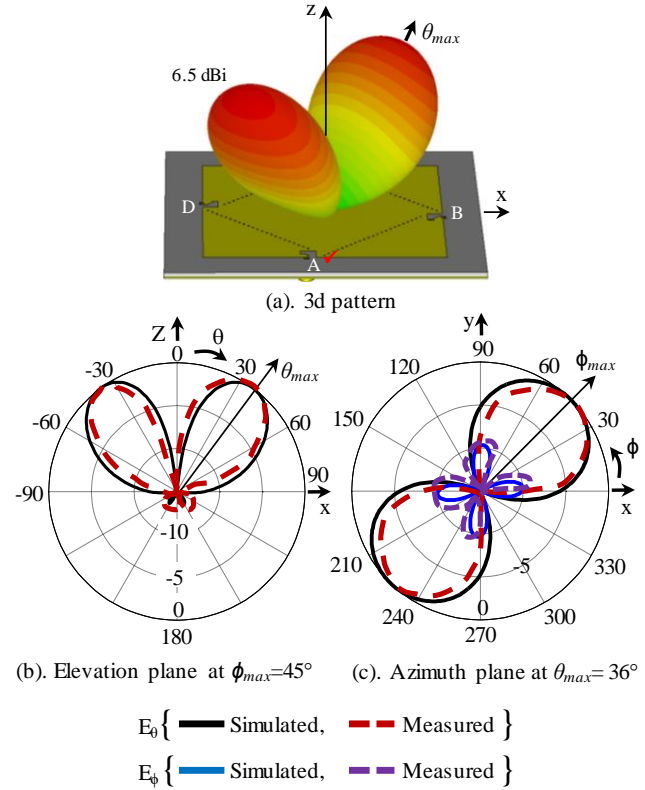 z
θmax
6.5 dBi
D
B
x
A
(a). 3d pattern
Z
θ
0
-30
30
θmax
-60
60
-90
90
x
-10
-5
0
180
y
90
120
60
ϕmax
150
30
ϕ
x
210
330
-5
240
0
300
270
(b). Elevation plane at ϕmax=45°
(c). Azimuth plane at θmax= 36°
Eθ { Simulated, Measured }
Eϕ { Simulated, Measured }